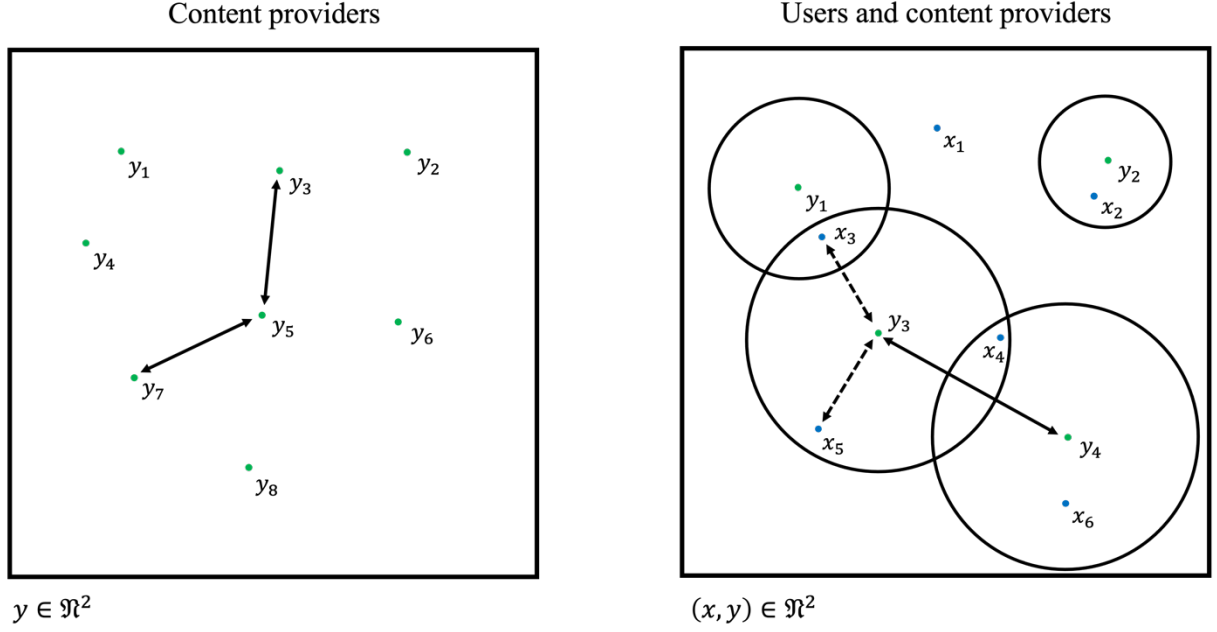 Content providers
y₁
y₂
y₃
y₄
y₅
y₆
y₇
y₈
y ∈ ℜ²
Users and content providers
x₁
y₂
x₂
y₁
x₃
y₃
x₄
x₅
y₄
x₆
(x, y) ∈ ℜ²